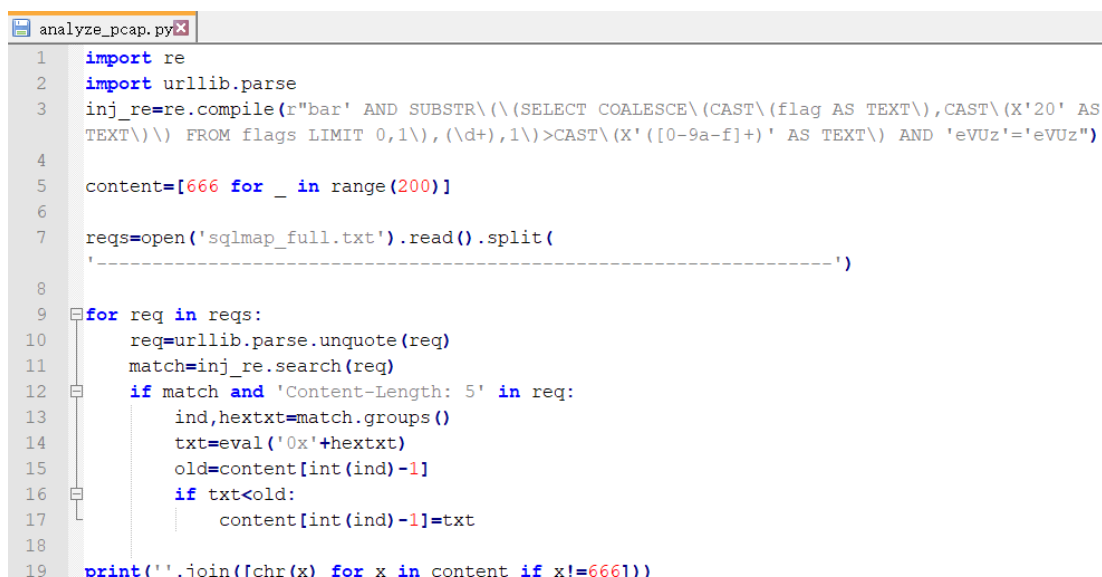 analyze_pcap.py
1 import re
2 import urllib.parse
3 inj_re=re.compile(r"bar' AND SUBSTR\(\(SELECT COALESCE\(CAST\(flag AS TEXT\),CAST\(X'20' AS
TEXT\)\) FROM flags LIMIT 0,1\),(\d+),1\)>CAST\(X'([0-9a-f]+)' AS TEXT\) AND 'eVUz'='eVUz")
4
5 content=[666 for _ in range(200)]
6
7 reqs=open('sqlmap_full.txt').read().split(
'------------------------------------------------------------------')
8
9 for req in reqs:
10 req=urllib.parse.unquote(req)
11 match=inj_re.search(req)
12 if match and 'Content-Length: 5' in req:
13 ind,hextxt=match.groups()
14 txt=eval('0x'+hextxt)
15 old=content[int(ind)-1]
16 if txt<old:
17 content[int(ind)-1]=txt
18
19 print(''.join([chr(x) for x in content if x!=666]))